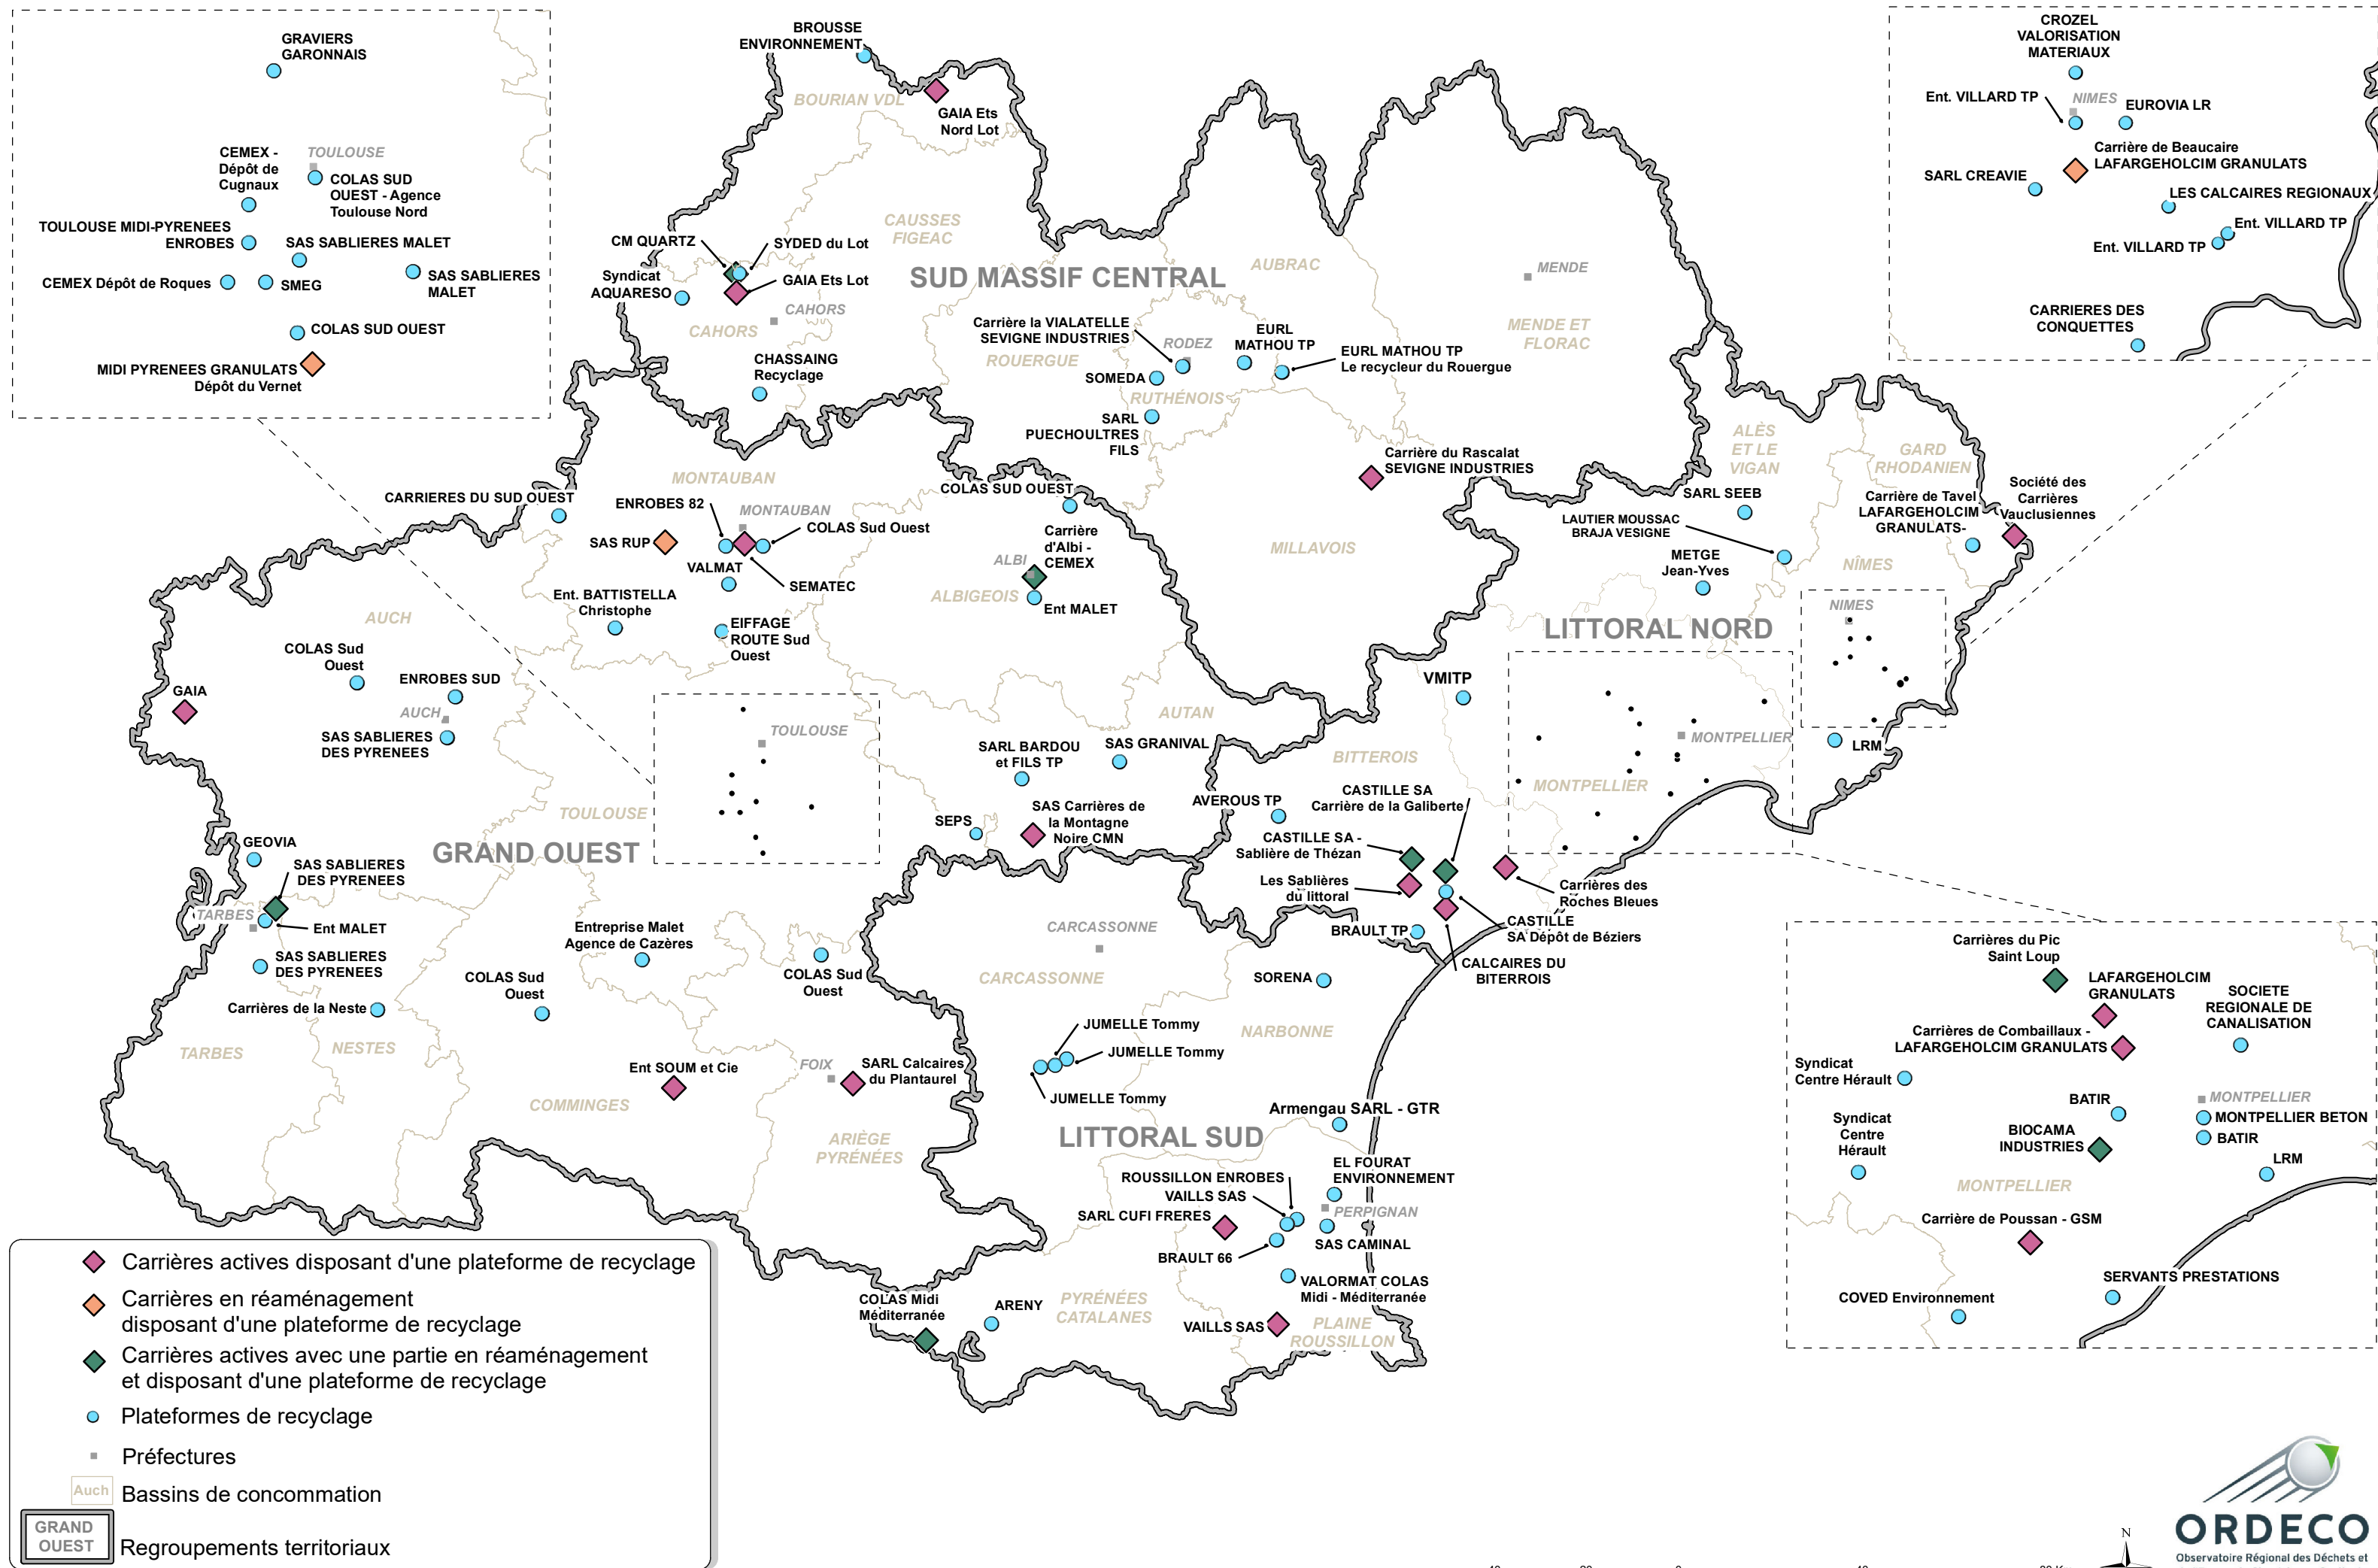 GRAVIERS
GARONNAIS
CEMEX -
Dépôt de
Cugnaux
TOULOUSE
COLAS SUD
OUEST - Agence
Toulouse Nord
TOULOUSE MIDI-PYRENEES
ENROBES
SAS SABLIERES MALET
CEMEX Dépôt de Roques
SMEG
SAS SABLIERES
MALET
COLAS SUD OUEST
MIDI PYRENEES GRANULATS
Dépôt du Vernet
BROUSSE
ENVIRONNEMENT
BOURIAN VDL
GAIA Ets
Nord Lot
CAUSSES
FIGEAC
CM QUARTZ
SYDED du Lot
Syndicat
AQUARESO
GAIA Ets Lot
CAHORS
CAHORS
CHASSAING
Recyclage
SUD MASSIF CENTRAL
AUBRAC
MENDE
MENDE ET
FLORAC
Carrière la VIALATELLE
SEVIGNE INDUSTRIES
ROUERGUE
RODEZ
EURL
MATHOU TP
EURL MATHOU TP
Le recycleur du Rouergue
SOMEDA
RUTHÉNOIS
SARL
PUECHOULTRES
FILS
Carrière du Rascalat
SEVIGNE INDUSTRIES
MILLAVOIS
CROZEL
VALORISATION
MATERIAUX
Ent. VILLARD TP
NIMES
EUROVIA LR
Carrière de Beaucaire
LAFARGEHOLCIM GRANULATS
SARL CREAVIE
LES CALCAIRES REGIONAUX
Ent. VILLARD TP
Ent. VILLARD TP
CARRIERES DES
CONQUETTES
ALÈS
ET LE
VIGAN
GARD
RHODANIEN
SARL SEEB
Carrière de Tavel
LAFARGEHOLCIM
GRANULATS-
Société des
Carrières
Vauclusiennes
LAUTIER MOUSSAC
BRAJA VESIGNE
METGE
Jean-Yves
NÎMES
NIMES
LITTORAL NORD
MONTAUBAN
CARRIERES DU SUD OUEST
ENROBES 82
MONTAUBAN
COLAS Sud Ouest
SAS RUP
VALMAT
SEMATEC
Ent. BATTISTELLA
Christophe
EIFFAGE
ROUTE Sud
Ouest
COLAS SUD OUEST
Carrière
d'Albi -
CEMEX
ALBI
ALBIGEOIS
Ent MALET
AUCH
COLAS Sud
Ouest
ENROBES SUD
GAIA
AUCH
SAS SABLIERES
DES PYRENEES
TOULOUSE
TOULOUSE
GRAND OUEST
AUTAN
SARL BARDOU
et FILS TP
SAS GRANIVAL
SEPS
SAS Carrières de
la Montagne
Noire CMN
VMITP
BITTEROIS
MONTPELLIER
MONTPELLIER
LRM
AVEROUS TP
CASTILLE SA
Carrière de la Galiberte
CASTILLE SA -
Sablière de Thézan
Les Sablières
du littoral
Carrières des
Roches Bleues
BRAULT TP
CASTILLE
SA Dépôt de Béziers
CALCAIRES DU
BITERROIS
SORENA
GEOVIA
SAS SABLIERES
DES PYRENEES
TARBES
Ent MALET
SAS SABLIERES
DES PYRENEES
Carrières de la Neste
TARBES
NESTES
COLAS Sud
Ouest
Entreprise Malet
Agence de Cazères
COLAS Sud
Ouest
Ent SOUM et Cie
COMMINGES
FOIX
SARL Calcaires
du Plantaurel
ARIÈGE
PYRÉNÉES
CARCASSONNE
CARCASSONNE
NARBONNE
JUMELLE Tommy
JUMELLE Tommy
JUMELLE Tommy
Armengau SARL - GTR
LITTORAL SUD
ROUSSILLON ENROBES
VAILLS SAS
SARL CUFI FRERES
EL FOURAT
ENVIRONNEMENT
PERPIGNAN
SAS CAMINAL
BRAULT 66
VALORMAT COLAS
Midi - Méditerranée
VAILLS SAS
PLAINE
ROUSSILLON
PYRÉNÉES
CATALANES
COLAS Midi
Méditerranée
ARENY
Carrières du Pic
Saint Loup
LAFARGEHOLCIM
GRANULATS
SOCIETE
REGIONALE DE
CANALISATION
Carrières de Combaillaux -
LAFARGEHOLCIM GRANULATS
Syndicat
Centre Hérault
BATIR
MONTPELLIER
MONTPELLIER BETON
Syndicat
Centre
Hérault
BIOCAMA
INDUSTRIES
BATIR
LRM
MONTPELLIER
Carrière de Poussan - GSM
SERVANTS PRESTATIONS
COVED Environnement
Carrières actives disposant d'une plateforme de recyclage
Carrières en réaménagement
disposant d'une plateforme de recyclage
Carrières actives avec une partie en réaménagement
et disposant d'une plateforme de recyclage
Plateformes de recyclage
Préfectures
Auch
Bassins de concommation
GRAND
OUEST
Regroupements territoriaux
N
ORDECO
Observatoire Régional des Déchets et